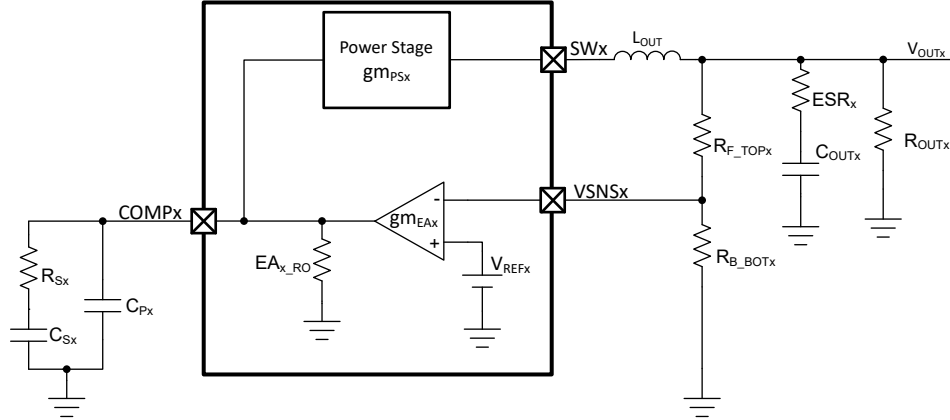 Power Stage
gmPSx
SWx
LOUT
VOUTx
ESRx
COUTx
ROUTx
RF_TOPx
VSNSx
COMPx
gmEAx
-
+
EAx_RO
VREFx
RB_BOTx
RSx
CPx
CSx